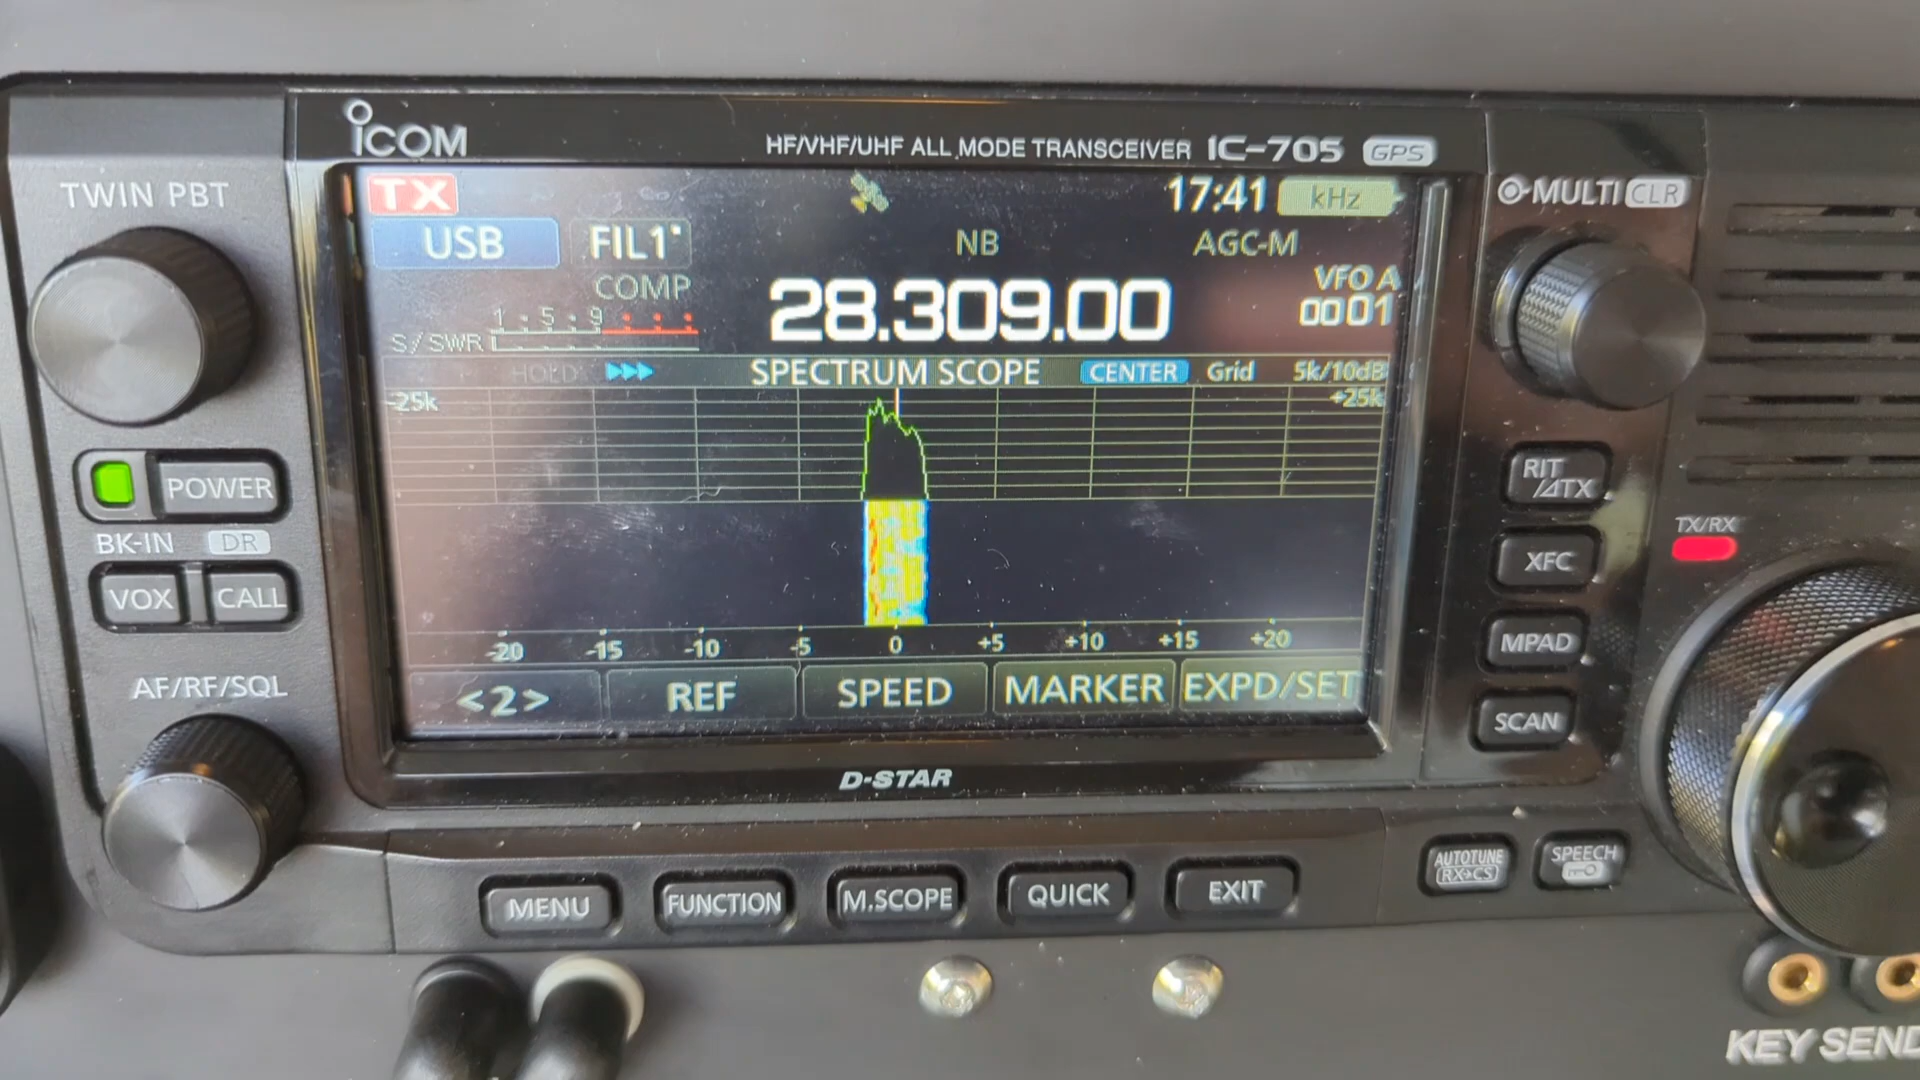 ICOM
HF/VHF/UHF ALL MODE TRANSCEIVER IC-705 GPS
TWIN PBT
TX
17:41 kHz
MULTI CLR
USB FIL1 NB AGC-M
COMP
28.309.00
VFO A
00 01
1 5 9
S/SWR
HOLD
SPECTRUM SCOPE CENTER Grid 5k/10dB
-25k +25k
RIT
/⊿TX
POWER
TX/RX
BK-IN DR
XFC
VOX CALL
MPAD
-20 -15 -10 -5 0 +5 +10 +15 +20
AF/RF/SQL
<2> REF SPEED MARKER EXPD/SET
SCAN
D-STAR
AUTOTUNE
RX→CS
SPEECH
MENU FUNCTION M.SCOPE QUICK EXIT
KEY SEND